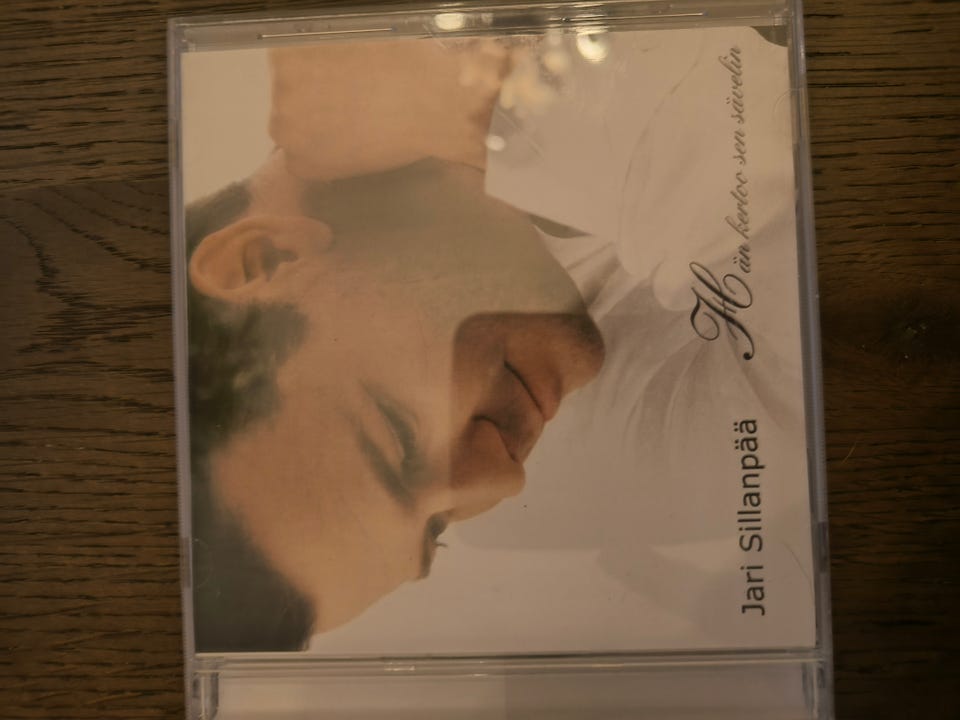 Jari Sillanpää
Hän kertoo sen sävelin